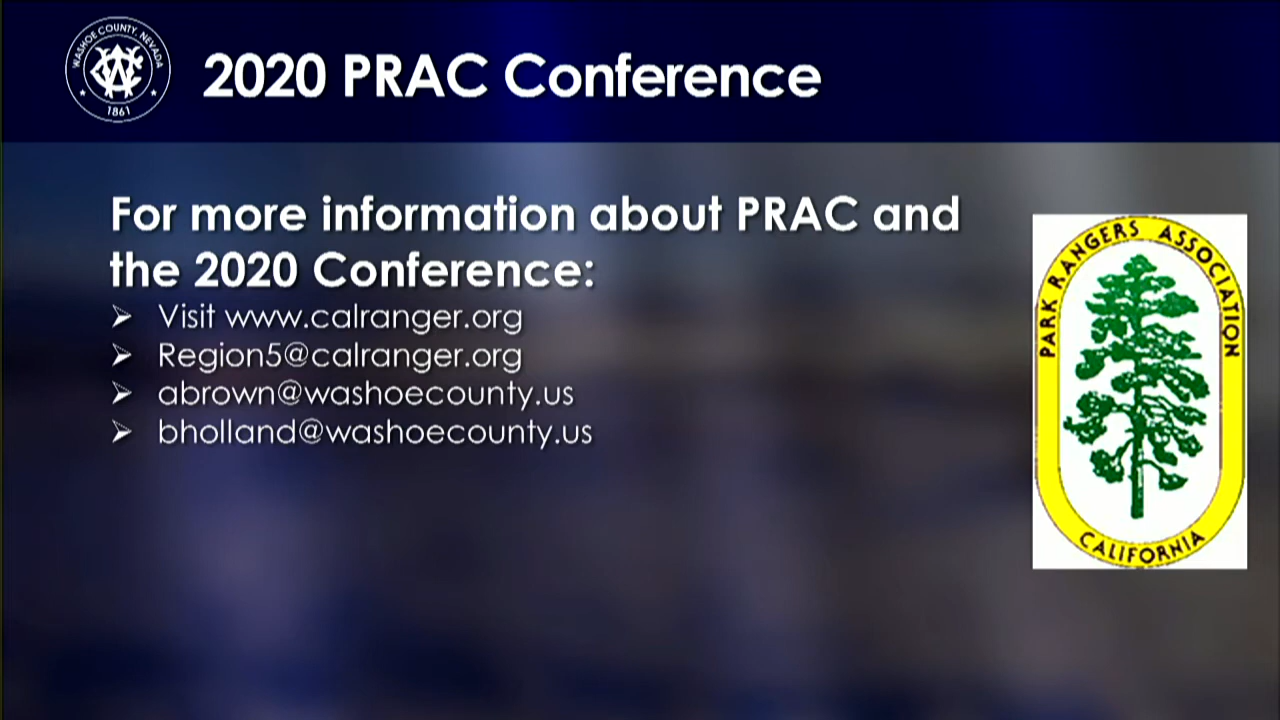 WASHOE COUNTY, NEVADA
1861
2020 PRAC Conference
For more information about PRAC and
the 2020 Conference:
➢ Visit www.calranger.org
➢ Region5@calranger.org
➢ abrown@washoecounty.us
➢ bholland@washoecounty.us
PARK RANGERS ASSOCIATION
CALIFORNIA